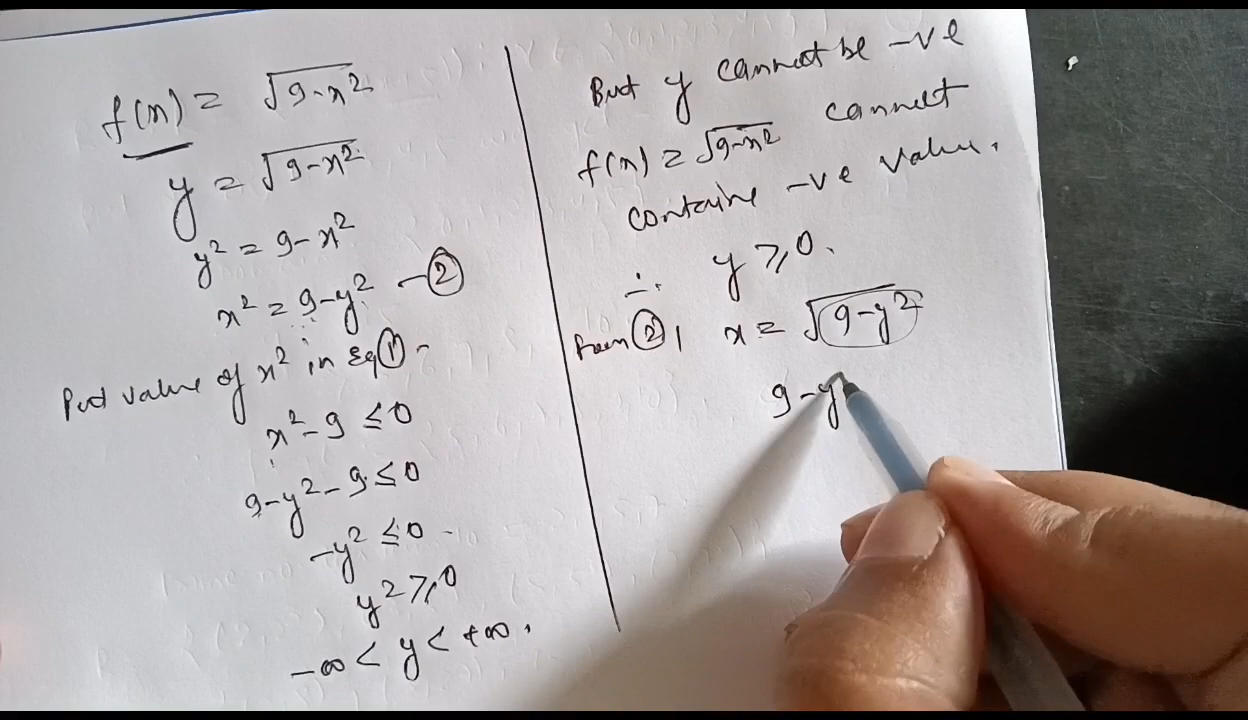 f(x) = √9-x²
y = √9-x²
y² = 9-x²
x² = 9-y² -②
Put value of x² in Eq① -
x²-9 ≤0
9-y²-9 ≤0
-y² ≤0
y² ≥0
-∞ < y < +∞.
But y cannot be -ve
f(x) = √9-x² cannot
containe -ve value.
∴ y ≥ 0.
from ②, x = √9-y²
9-y